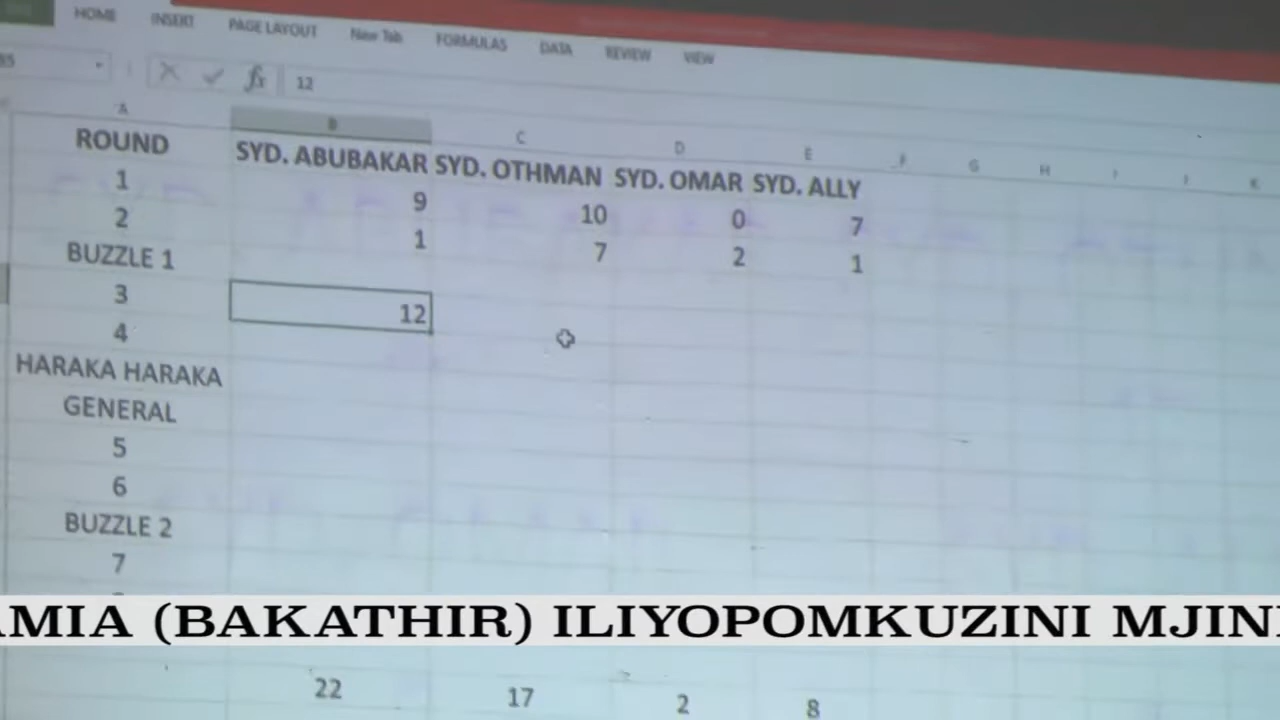 HOME INSERT PAGE LAYOUT New Tab FORMULAS DATA REVIEW VIEW
fx 12
A B C D E F G H I J K
ROUND SYD. ABUBAKAR SYD. OTHMAN SYD. OMAR SYD. ALLY
1 9 10 0 7
2 1 7 2 1
BUZZLE 1
3 12
4
HARAKA HARAKA
GENERAL
5
6
BUZZLE 2
7
AMIA (BAKATHIR) ILIYOPOMKUZINI MJINI
22 17 2 8